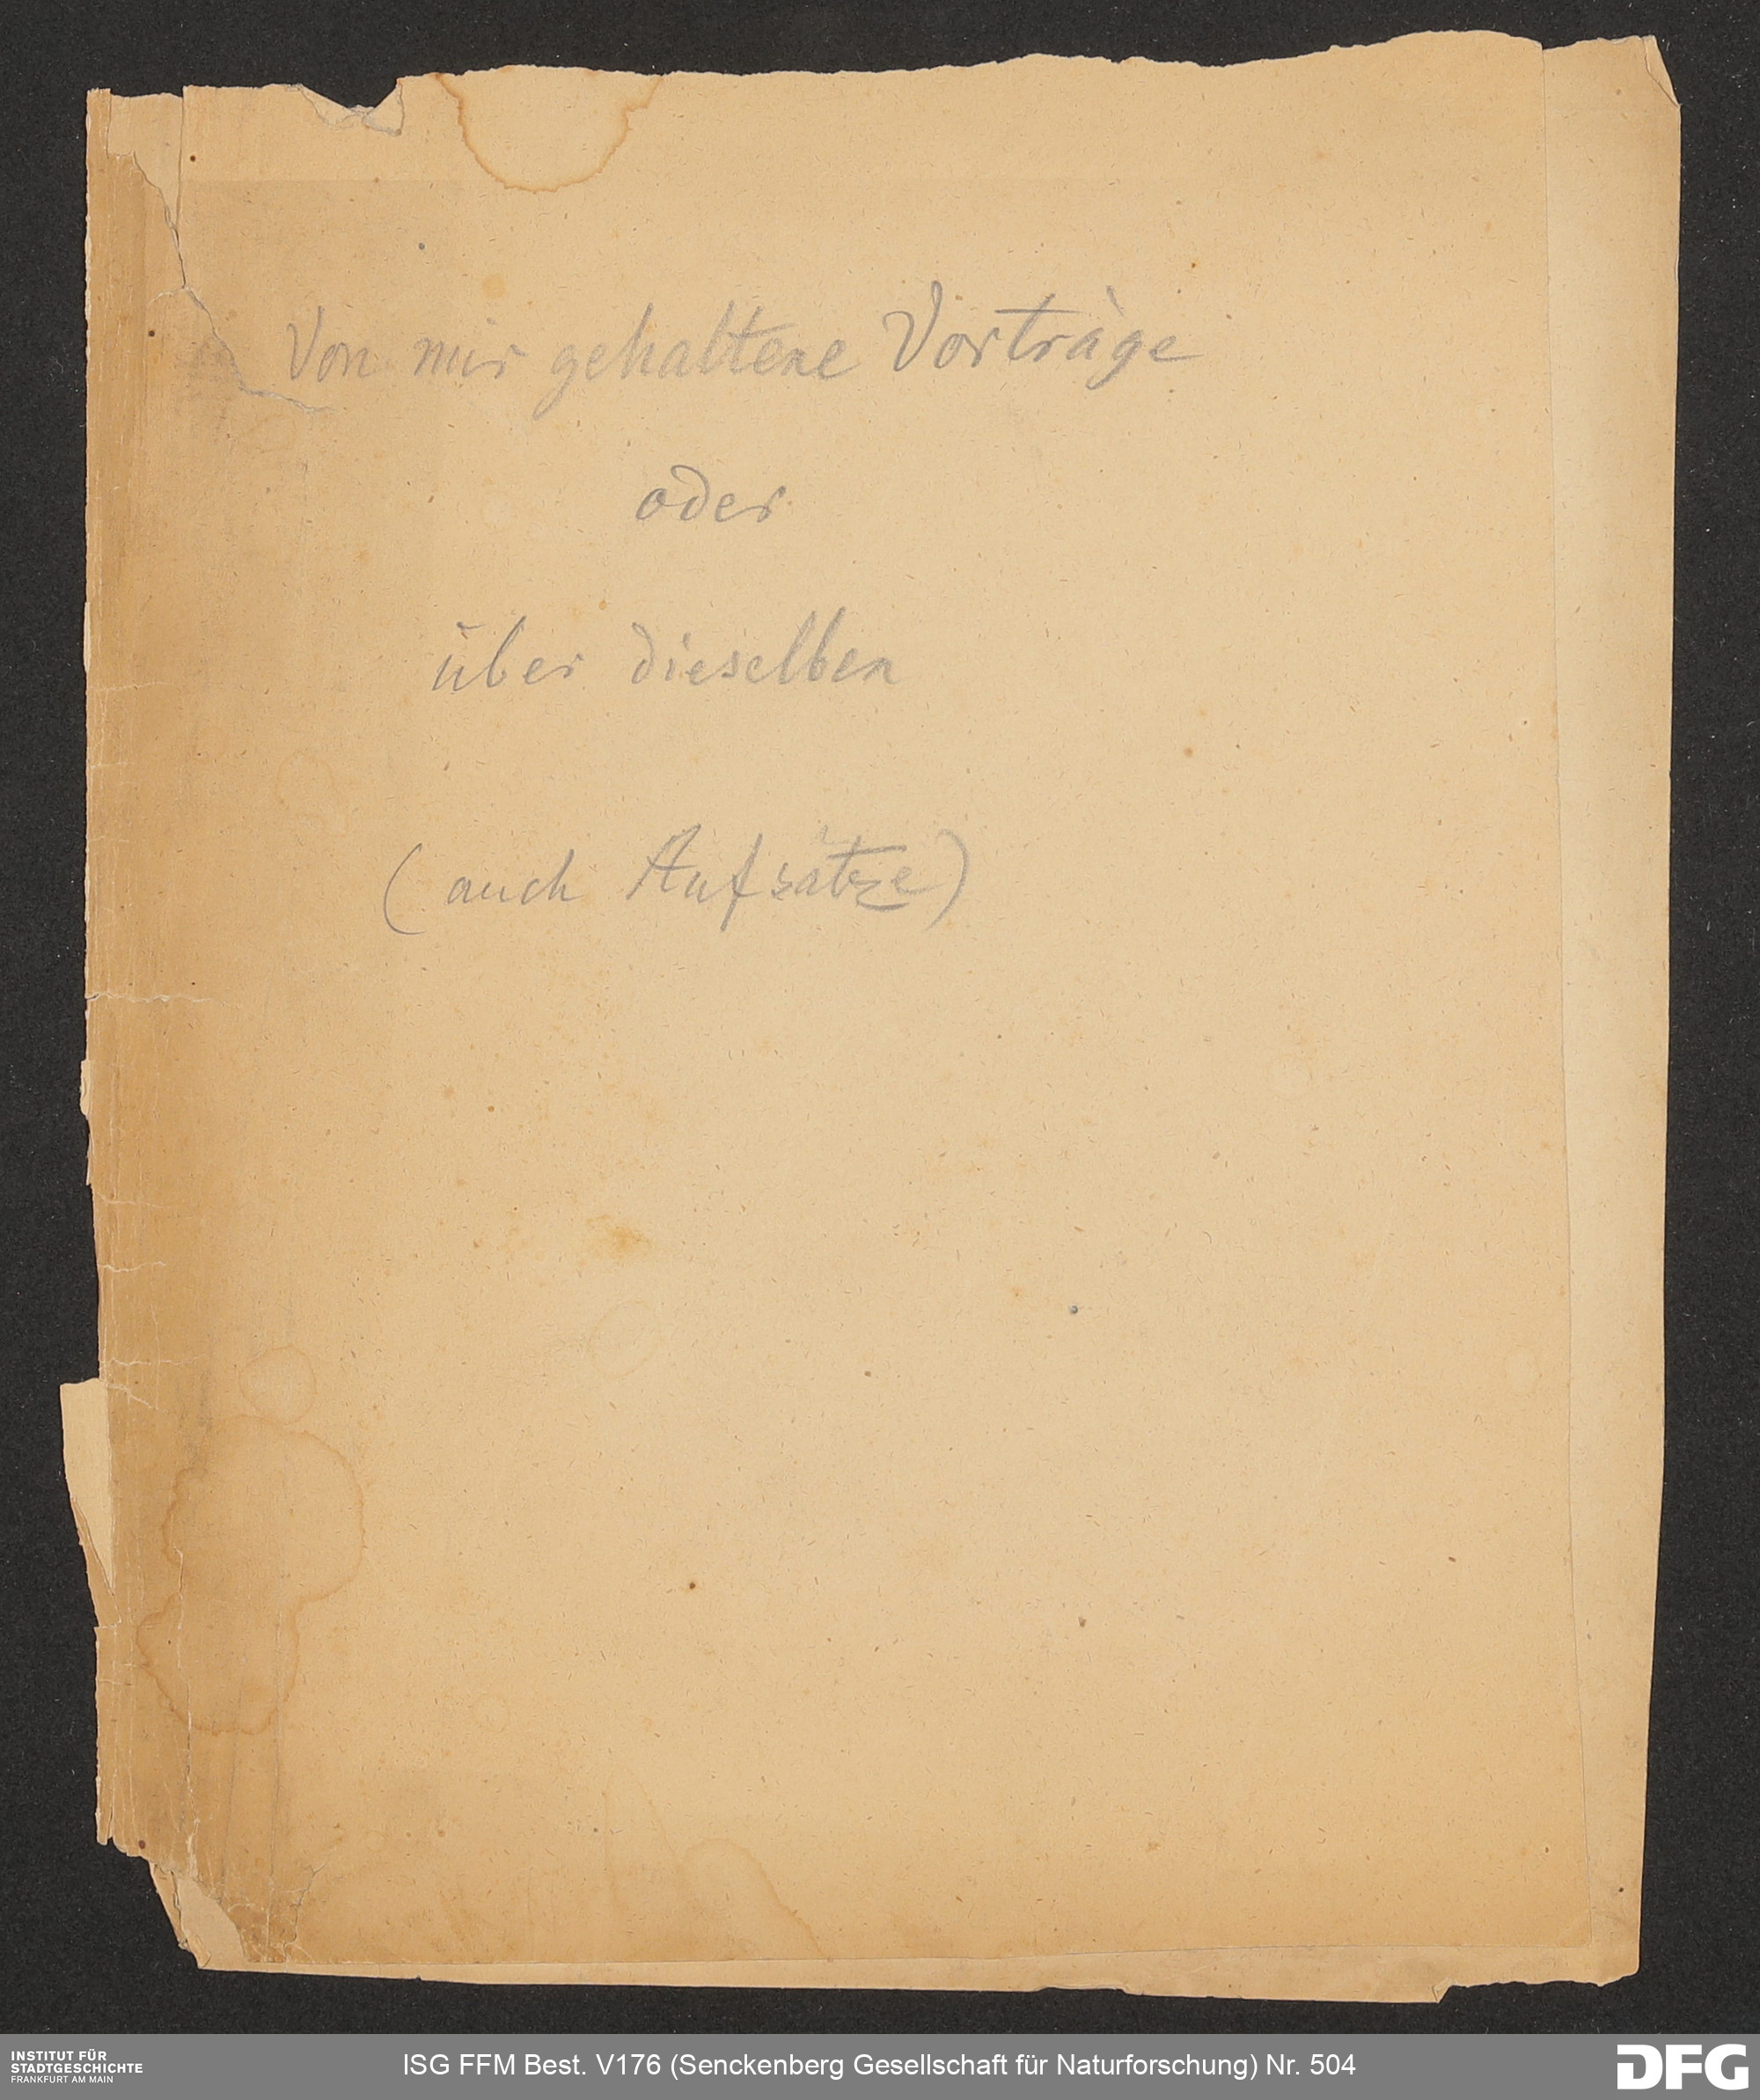 Von mir gehaltene Vorträge
oder
über dieselben
(auch Aufsätze)
INSTITUT FÜR
STADTGESCHICHTE
FRANKFURT AM MAIN
ISG FFM Best. V176 (Senckenberg Gesellschaft für Naturforschung) Nr. 504
DFG